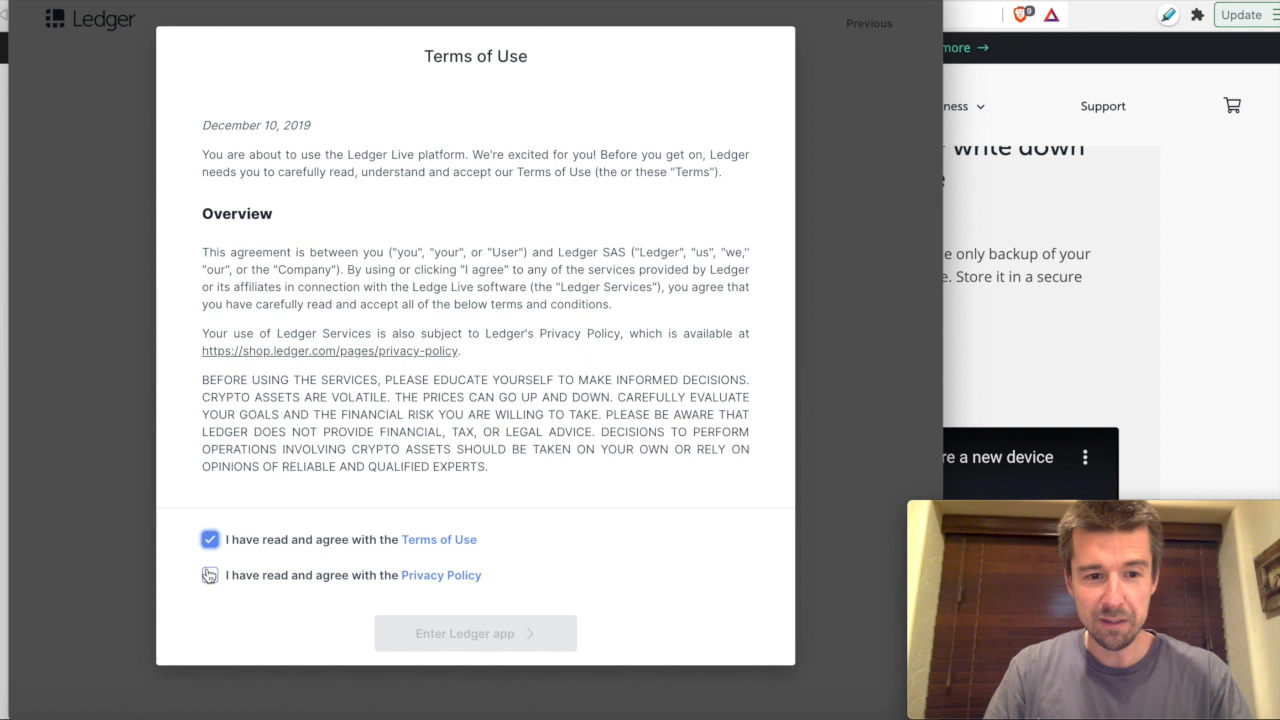 Ledger
Previous
9
Update
more →
Terms of Use
December 10, 2019
You are about to use the Ledger Live platform. We're excited for you! Before you get on, Ledger
needs you to carefully read, understand and accept our Terms of Use (the or these "Terms").
Overview
This agreement is between you ("you", "your", or "User") and Ledger SAS ("Ledger", "us", "we,"
"our", or the "Company"). By using or clicking "I agree" to any of the services provided by Ledger
or its affiliates in connection with the Ledge Live software (the "Ledger Services"), you agree that
you have carefully read and accept all of the below terms and conditions.
Your use of Ledger Services is also subject to Ledger's Privacy Policy, which is available at
https://shop.ledger.com/pages/privacy-policy.
BEFORE USING THE SERVICES, PLEASE EDUCATE YOURSELF TO MAKE INFORMED DECISIONS.
CRYPTO ASSETS ARE VOLATILE. THE PRICES CAN GO UP AND DOWN. CAREFULLY EVALUATE
YOUR GOALS AND THE FINANCIAL RISK YOU ARE WILLING TO TAKE. PLEASE BE AWARE THAT
LEDGER DOES NOT PROVIDE FINANCIAL, TAX, OR LEGAL ADVICE. DECISIONS TO PERFORM
OPERATIONS INVOLVING CRYPTO ASSETS SHOULD BE TAKEN ON YOUR OWN OR RELY ON
OPINIONS OF RELIABLE AND QUALIFIED EXPERTS.
I have read and agree with the Terms of Use
I have read and agree with the Privacy Policy
Enter Ledger app
ness
Support
write down
e
e only backup of your
e. Store it in a secure
re a new device